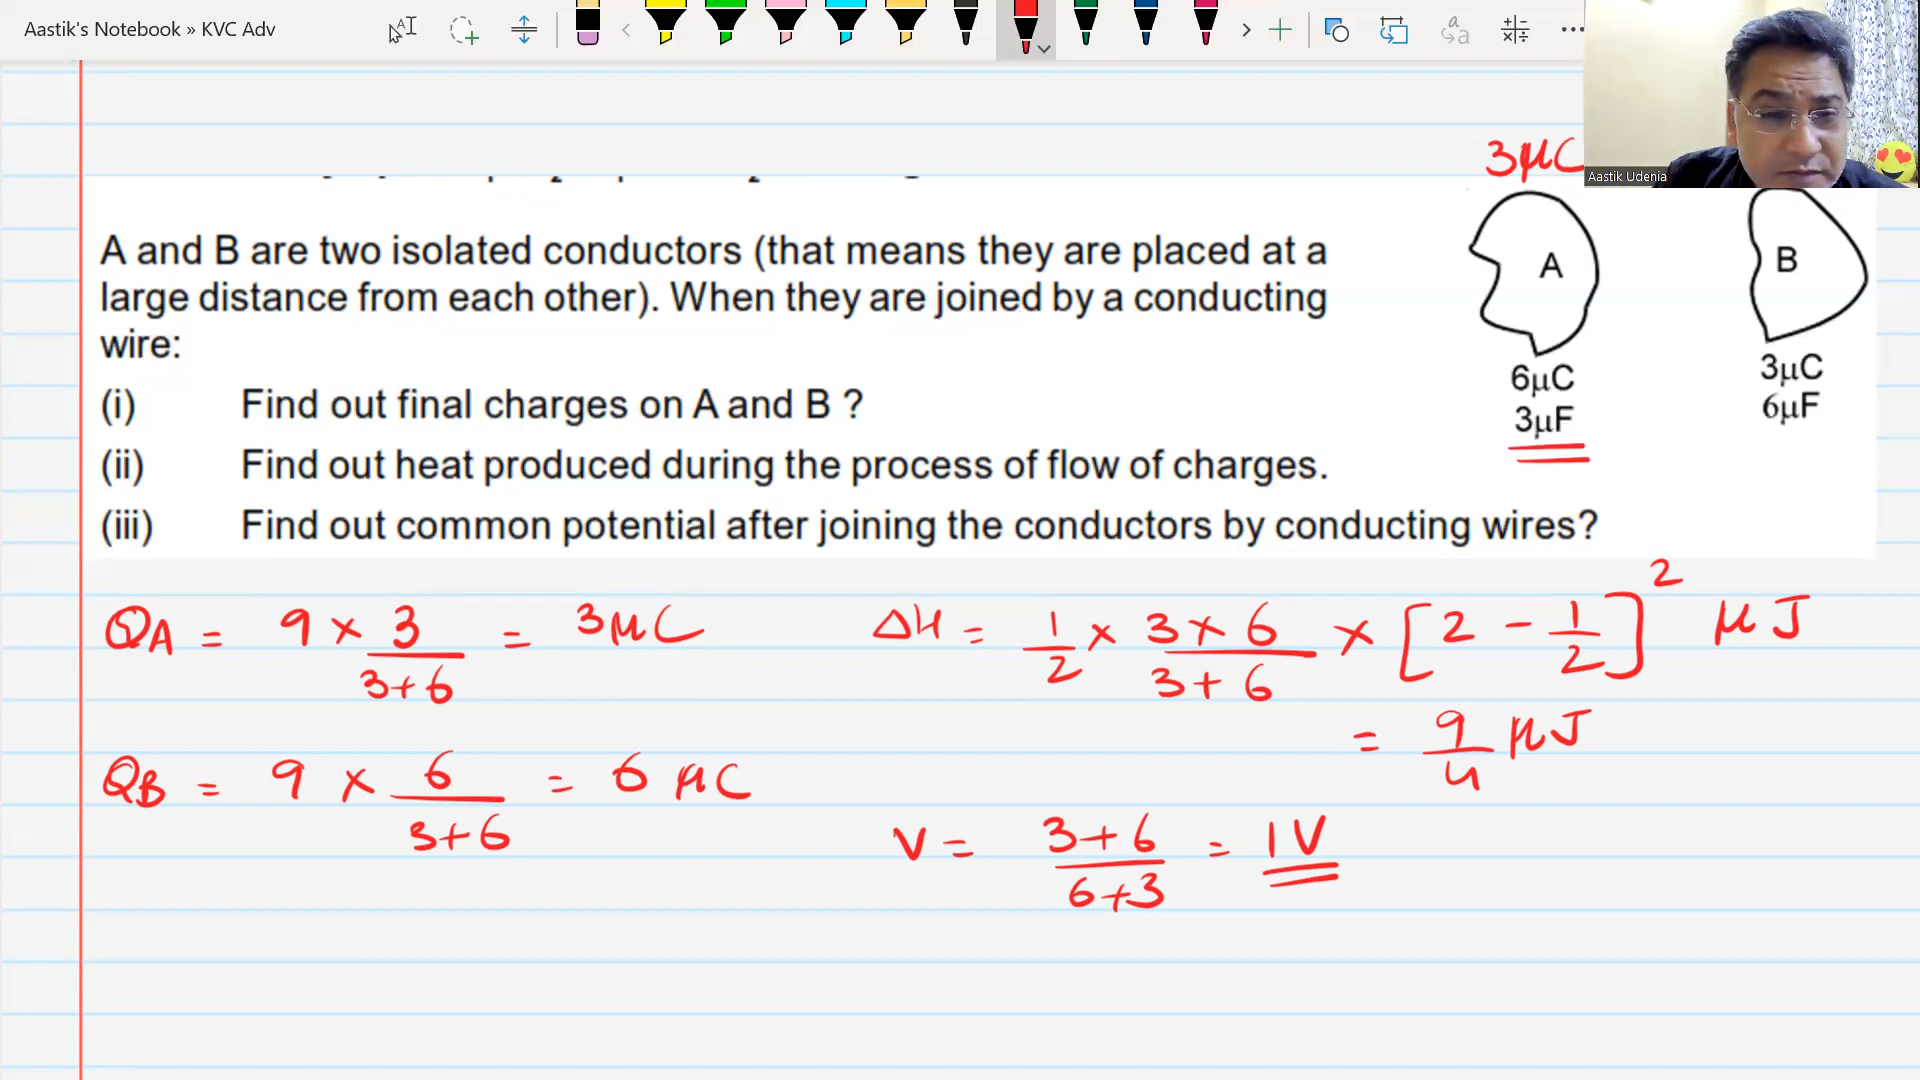 Aastik's Notebook » KVC Adv
Aastik Udenia
3μC
A and B are two isolated conductors (that means they are placed at a
large distance from each other). When they are joined by a conducting
wire:
(i) Find out final charges on A and B ?
(ii) Find out heat produced during the process of flow of charges.
(iii) Find out common potential after joining the conductors by conducting wires?
A
6μC
3μF
B
3μC
6μF
QA = 9 × 3/(3+6) = 3μC
QB = 9 × 6/(3+6) = 6 μC
ΔH = 1/2 × (3×6)/(3+6) × [2 - 1/2]² μJ
= 9/4 μJ
V = (3+6)/(6+3) = 1V